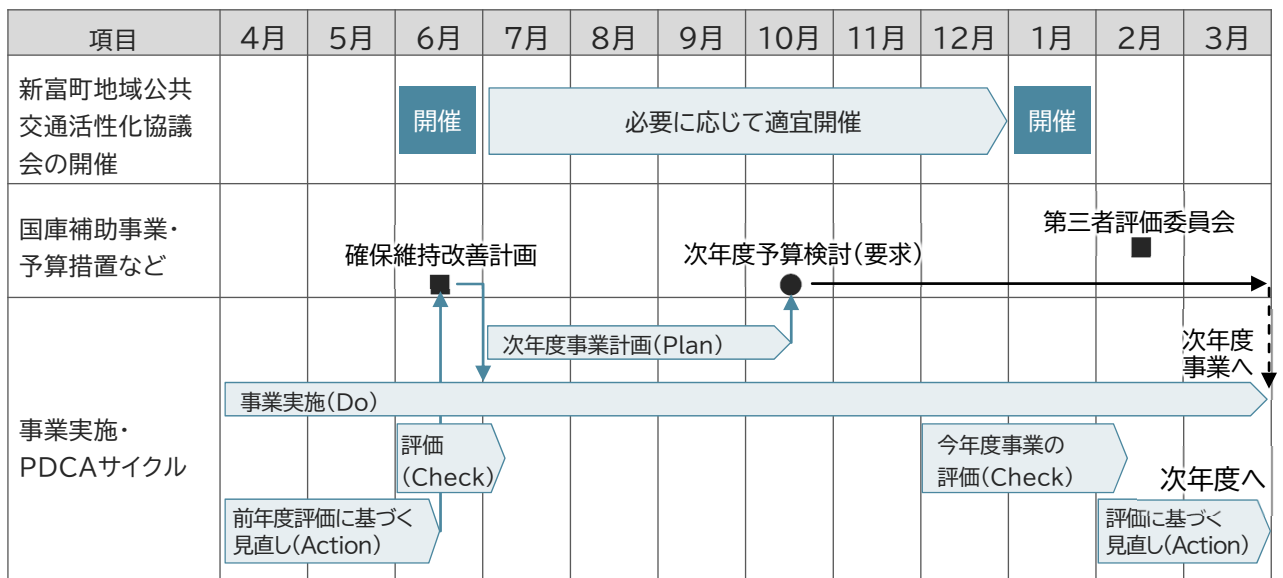 項目 4月 5月 6月 7月 8月 9月 10月 11月 12月 1月 2月 3月
新富町地域公共
交通活性化協議
会の開催
開催
必要に応じて適宜開催
開催
国庫補助事業・
予算措置など
確保維持改善計画
次年度予算検討(要求)
第三者評価委員会
事業実施・
PDCAサイクル
次年度事業計画(Plan)
次年度
事業へ
事業実施(Do)
評価
(Check)
今年度事業の
評価(Check)
次年度へ
前年度評価に基づく
見直し(Action)
評価に基づく
見直し(Action)